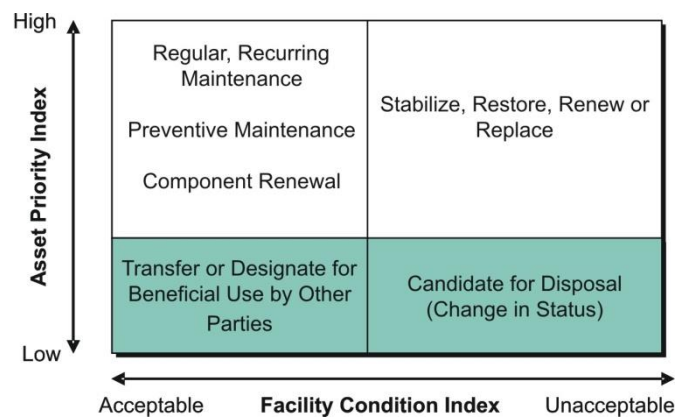 High
Asset Priority Index
Low
Regular, Recurring
Maintenance
Preventive Maintenance
Component Renewal
Stabilize, Restore, Renew or
Replace
Transfer or Designate for
Beneficial Use by Other
Parties
Candidate for Disposal
(Change in Status)
Acceptable Facility Condition Index Unacceptable